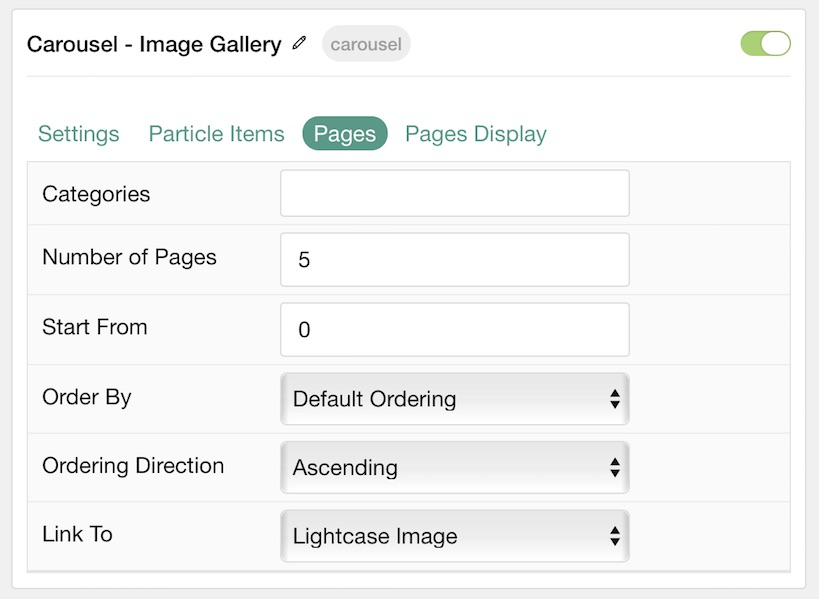 Carousel - Image Gallery carousel
Settings Particle Items Pages Pages Display
Categories
Number of Pages 5
Start From 0
Order By Default Ordering
Ordering Direction Ascending
Link To Lightcase Image